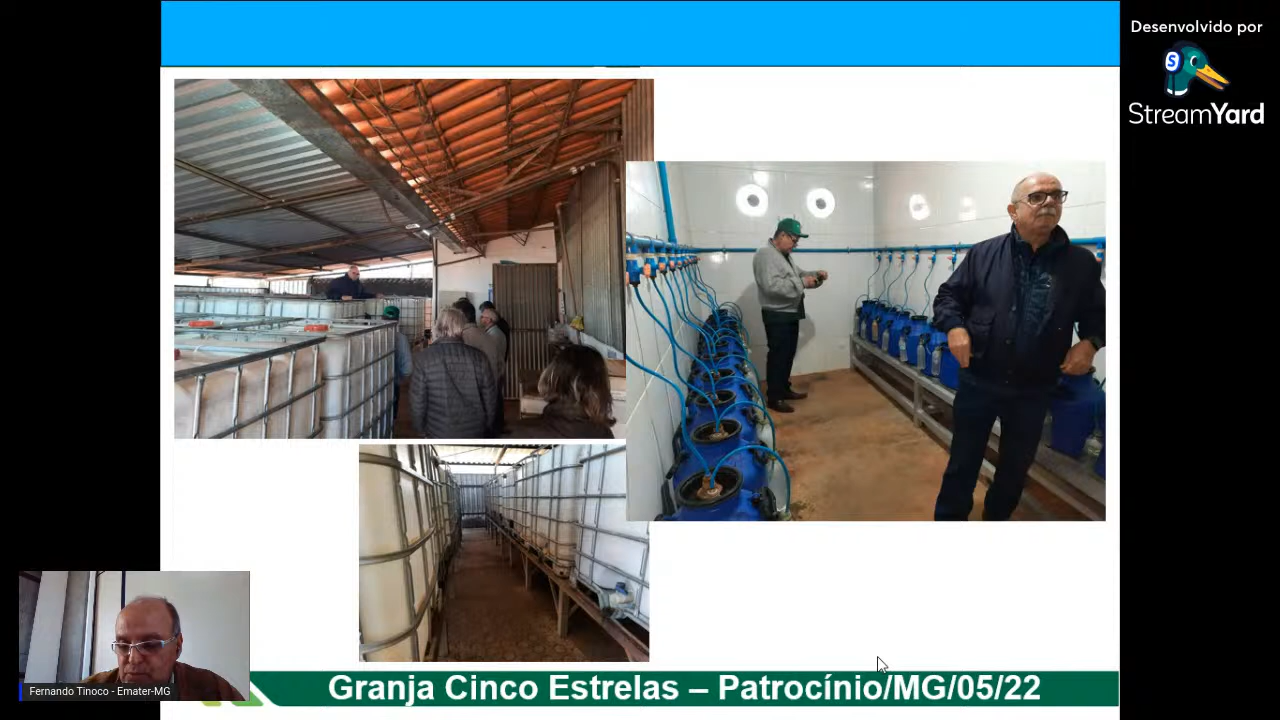 Desenvolvido por
S
StreamYard
Fernando Tinoco - Emater-MG
Granja Cinco Estrelas – Patrocínio/MG/05/22